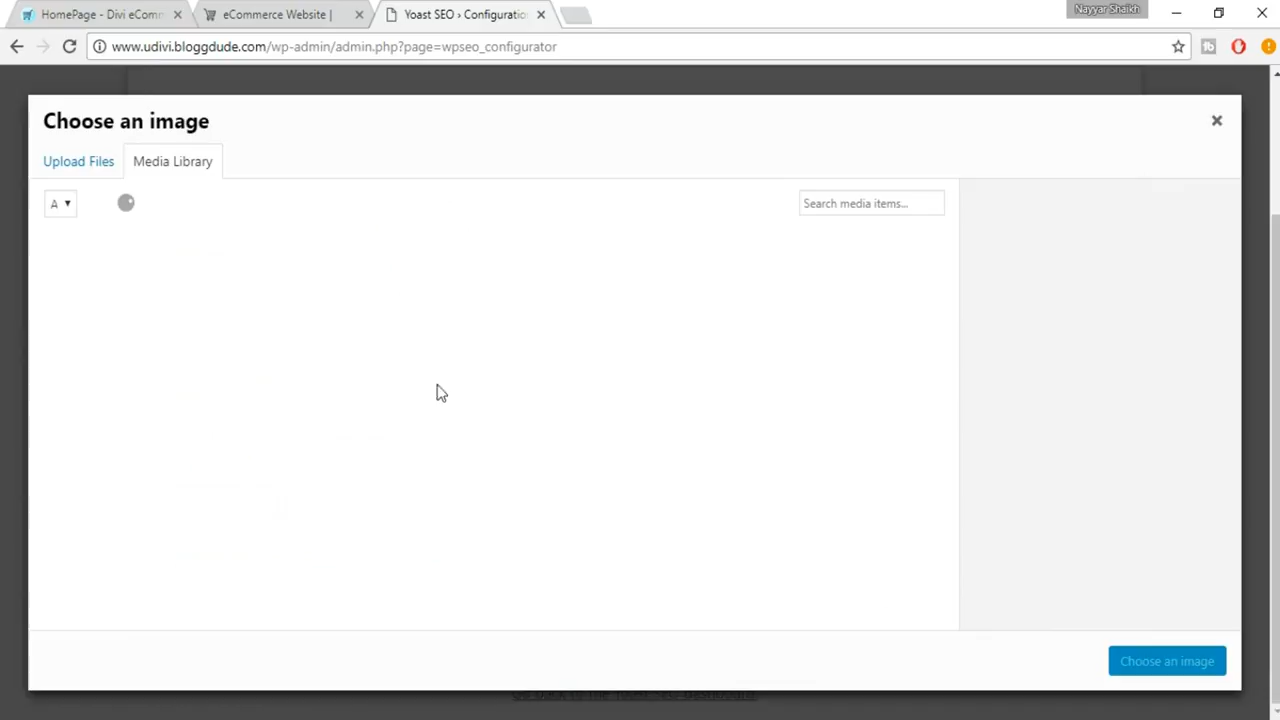 HomePage - Divi eComm
eCommerce Website |
Yoast SEO › Configuration
Nayyar Shaikh
www.udivi.bloggdude.com/wp-admin/admin.php?page=wpseo_configurator
Choose an image
Upload Files
Media Library
A
Search media items...
Choose an image